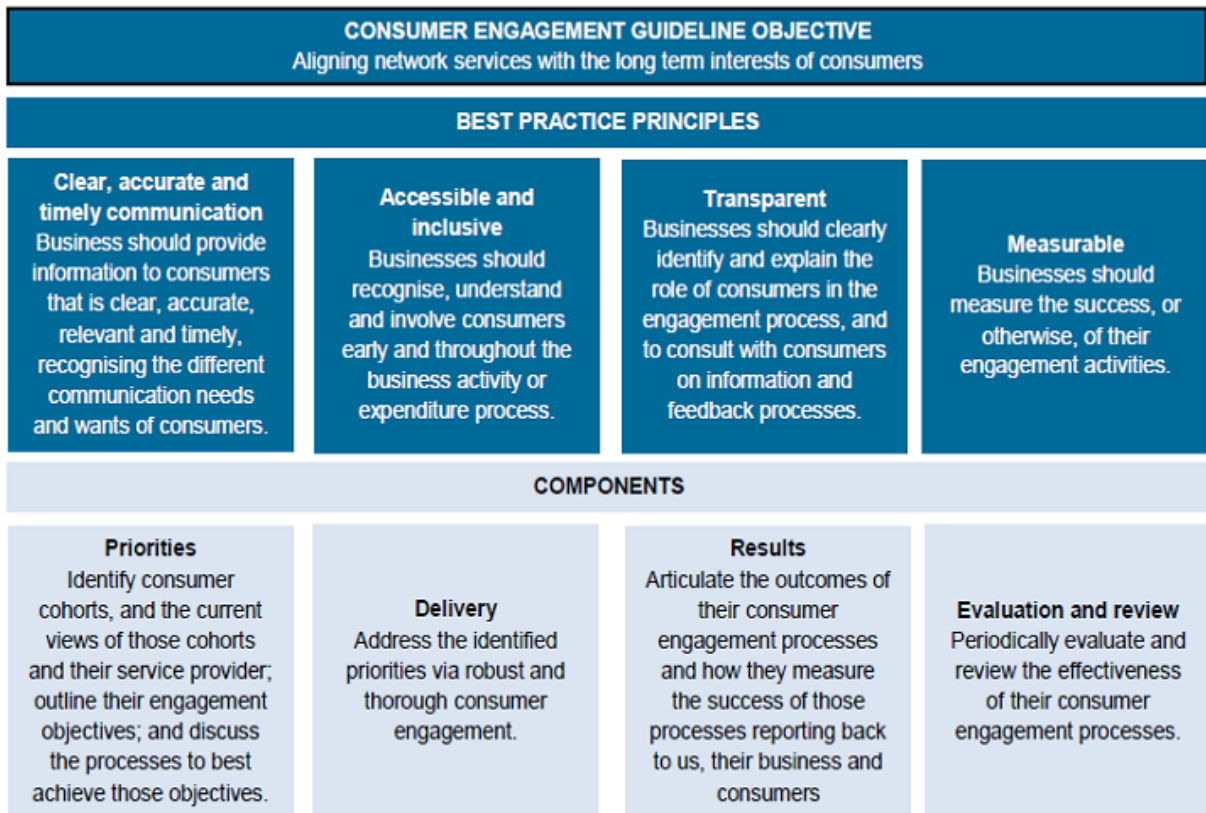 CONSUMER ENGAGEMENT GUIDELINE OBJECTIVE
Aligning network services with the long term interests of consumers
BEST PRACTICE PRINCIPLES
Clear, accurate and
timely communication
Business should provide
information to consumers
that is clear, accurate,
relevant and timely,
recognising the different
communication needs
and wants of consumers.
Accessible and
inclusive
Businesses should
recognise, understand
and involve consumers
early and throughout the
business activity or
expenditure process.
Transparent
Businesses should clearly
identify and explain the
role of consumers in the
engagement process, and
to consult with consumers
on information and
feedback processes.
Measurable
Businesses should
measure the success, or
otherwise, of their
engagement activities.
COMPONENTS
Priorities
Identify consumer
cohorts, and the current
views of those cohorts
and their service provider;
outline their engagement
objectives; and discuss
the processes to best
achieve those objectives.
Delivery
Address the identified
priorities via robust and
thorough consumer
engagement.
Results
Articulate the outcomes of
their consumer
engagement processes
and how they measure
the success of those
processes reporting back
to us, their business and
consumers
Evaluation and review
Periodically evaluate and
review the effectiveness
of their consumer
engagement processes.